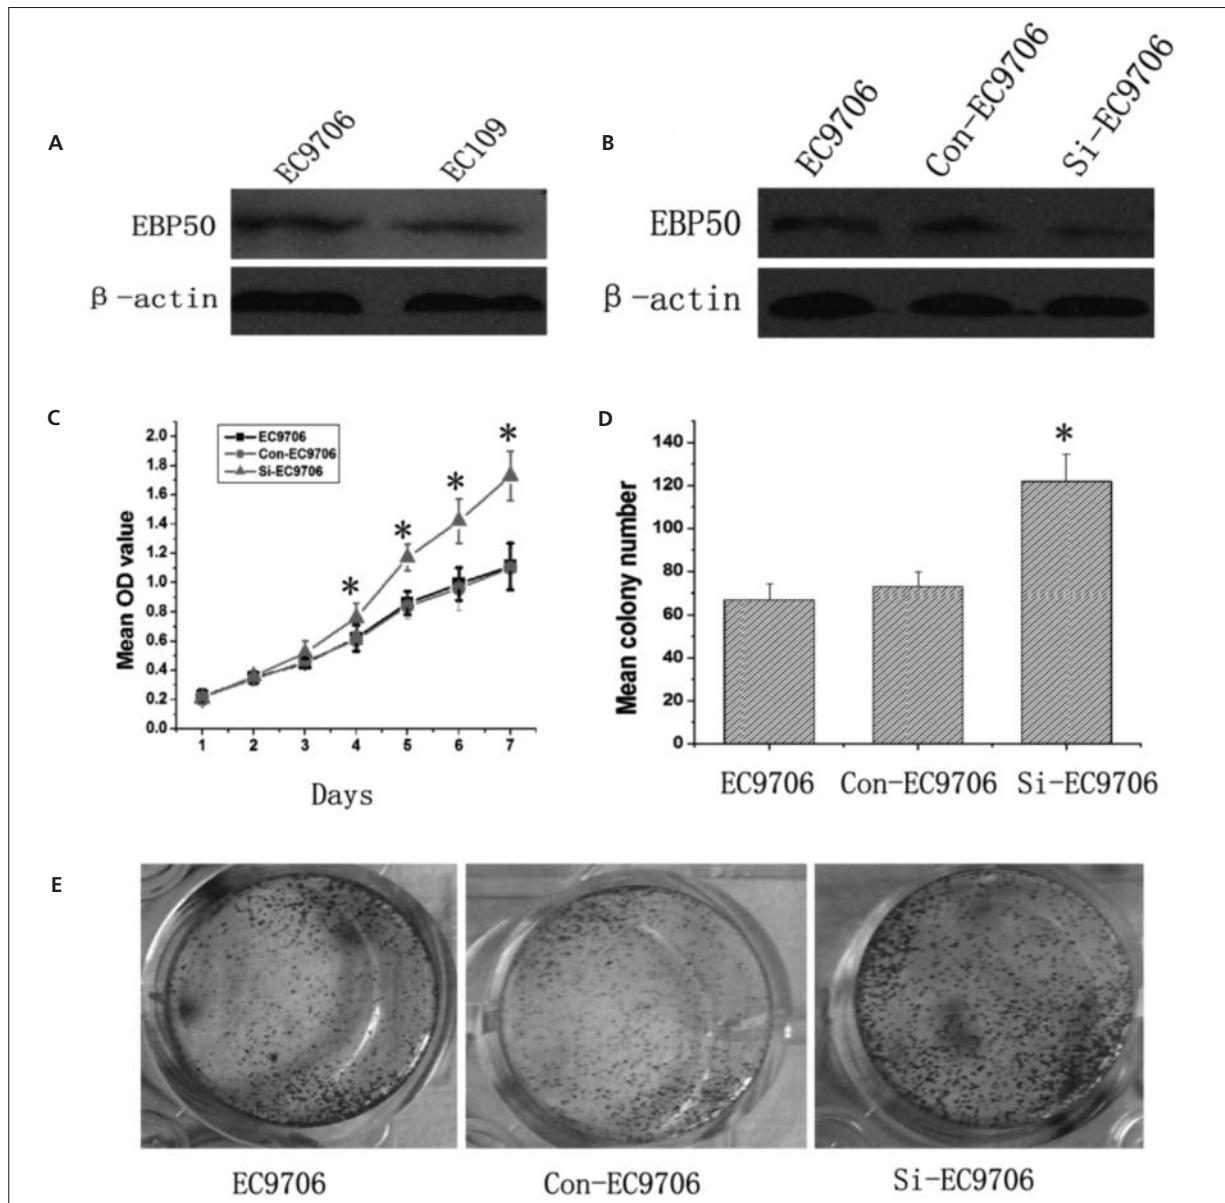 A
EC9706
EC109
EBP50
β-actin
B
EC9706
Con-EC9706
Si-EC9706
EBP50
β-actin
C
2.0
1.8
1.6
1.4
1.2
1.0
0.8
0.6
0.4
0.2
0.0
Mean OD value
EC9706
Con-EC9706
Si-EC9706
* * * *
1 2 3 4 5 6 7
Days
D
140
120
100
80
60
40
20
0
Mean colony number
*
EC9706 Con-EC9706 Si-EC9706
E
EC9706 Con-EC9706 Si-EC9706